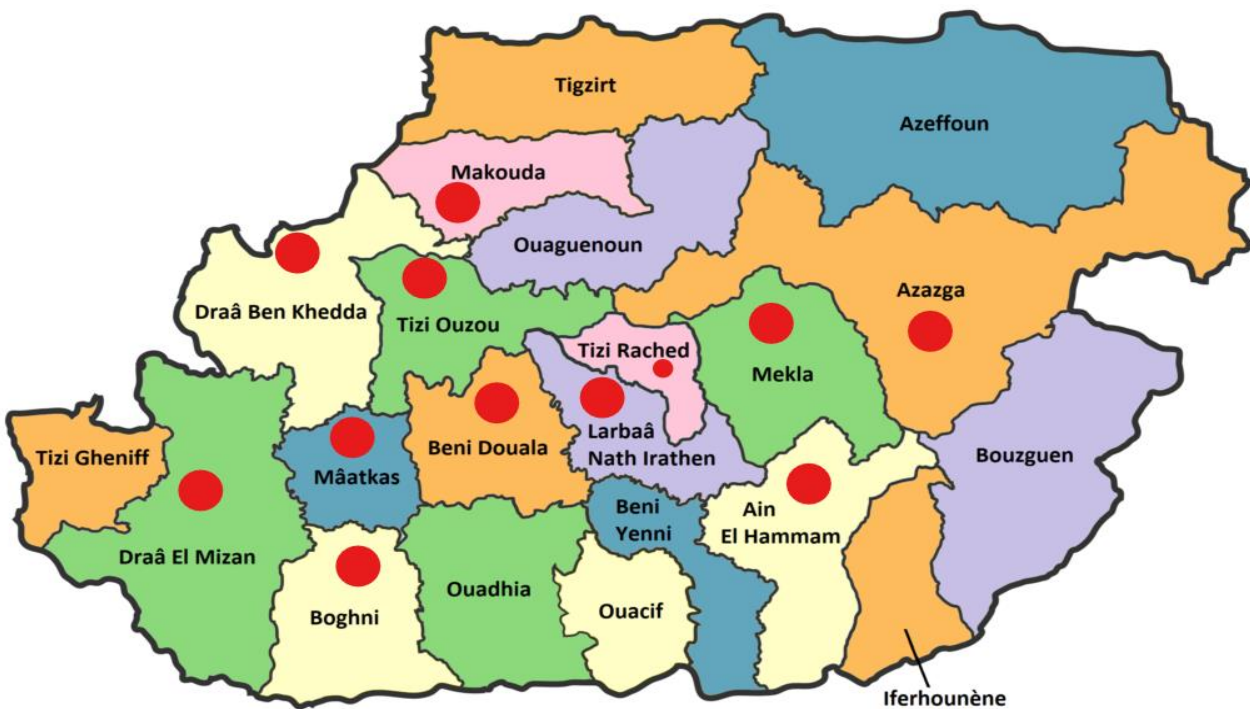 Tigzirt
Azeffoun
Makouda
Ouaguenoun
Draâ Ben Khedda
Tizi Ouzou
Azazga
Tizi Rached
Mekla
Tizi Gheniff
Mâatkas
Beni Douala
Larbaâ
Nath Irathen
Bouzguen
Draâ El Mizan
Beni
Yenni
Ain
El Hammam
Boghni
Ouadhia
Ouacif
Iferhounène